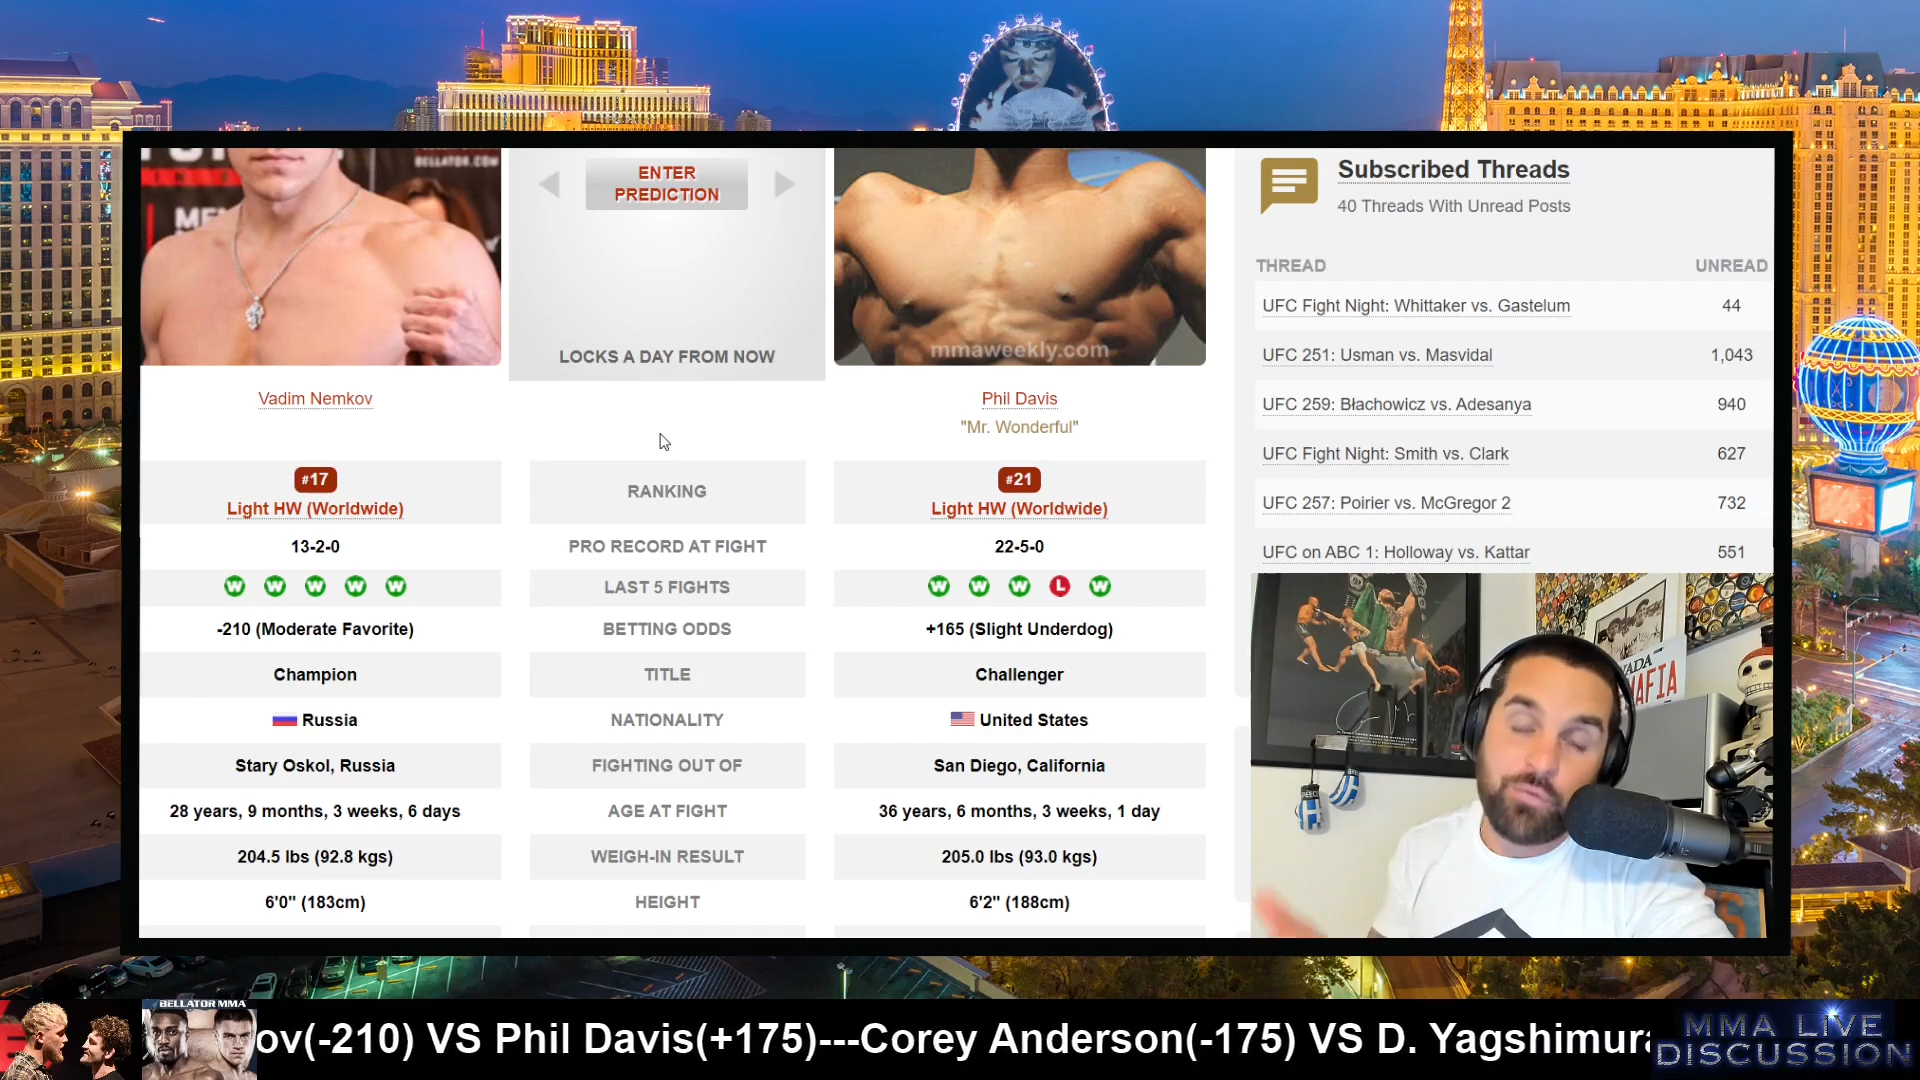 BELLATOR.COM
ENTER
PREDICTION
LOCKS A DAY FROM NOW
mmaweekly.com
Vadim Nemkov
Phil Davis
"Mr. Wonderful"
#17
Light HW (Worldwide)
RANKING
#21
Light HW (Worldwide)
13-2-0
PRO RECORD AT FIGHT
22-5-0
W W W W W
LAST 5 FIGHTS
W W W L W
-210 (Moderate Favorite)
BETTING ODDS
+165 (Slight Underdog)
Champion
TITLE
Challenger
Russia
NATIONALITY
United States
Stary Oskol, Russia
FIGHTING OUT OF
San Diego, California
28 years, 9 months, 3 weeks, 6 days
AGE AT FIGHT
36 years, 6 months, 3 weeks, 1 day
204.5 lbs (92.8 kgs)
WEIGH-IN RESULT
205.0 lbs (93.0 kgs)
6'0" (183cm)
HEIGHT
6'2" (188cm)
Subscribed Threads
40 Threads With Unread Posts
THREAD UNREAD
UFC Fight Night: Whittaker vs. Gastelum 44
UFC 251: Usman vs. Masvidal 1,043
UFC 259: Błachowicz vs. Adesanya 940
UFC Fight Night: Smith vs. Clark 627
UFC 257: Poirier vs. McGregor 2 732
UFC on ABC 1: Holloway vs. Kattar 551
MAFIA
GREECE
BELLATOR MMA
ov(-210) VS Phil Davis(+175)---Corey Anderson(-175) VS D. Yagshimura
MMA LIVE
DISCUSSION